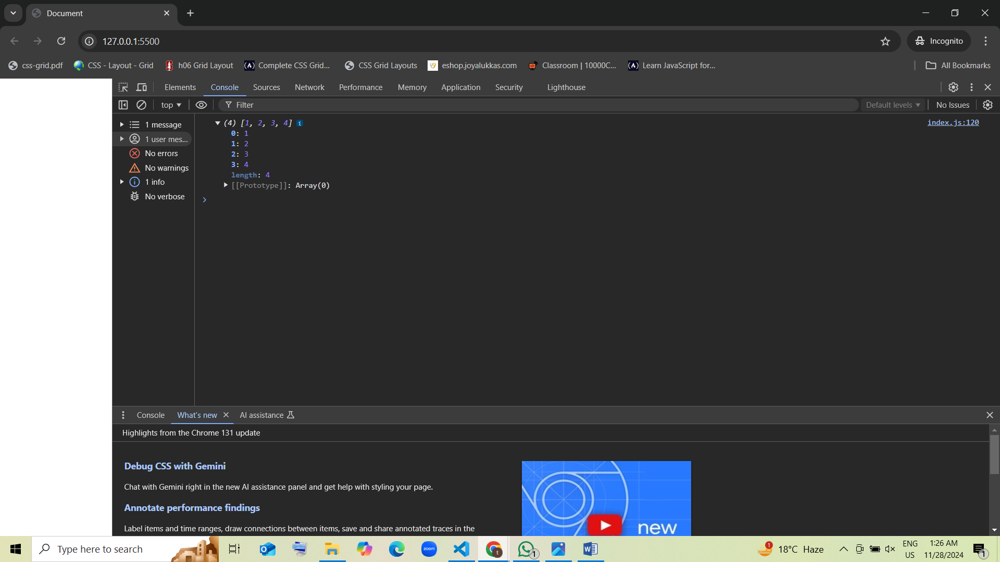 Document
127.0.0.1:5500
Incognito
css-grid.pdf
CSS - Layout - Grid
h06 Grid Layout
Complete CSS Grid...
CSS Grid Layouts
eshop.joyalukkas.com
Classroom | 10000C...
Learn JavaScript for...
All Bookmarks
Elements Console Sources Network Performance Memory Application Security Lighthouse
top
Filter
Default levels
No Issues
1 message
1 user mes...
No errors
No warnings
1 info
No verbose
(4) [1, 2, 3, 4] i
index.js:120
0: 1
1: 2
2: 3
3: 4
length: 4
[[Prototype]]: Array(0)
Console What's new AI assistance
Highlights from the Chrome 131 update
Debug CSS with Gemini
Chat with Gemini right in the new AI assistance panel and get help with styling your page.
Annotate performance findings
Label items and time ranges, draw connections between items, save and share annotated traces in the
new
Type here to search
zoom
1
1
18°C Haze
ENG
US
1:26 AM
11/28/2024
1